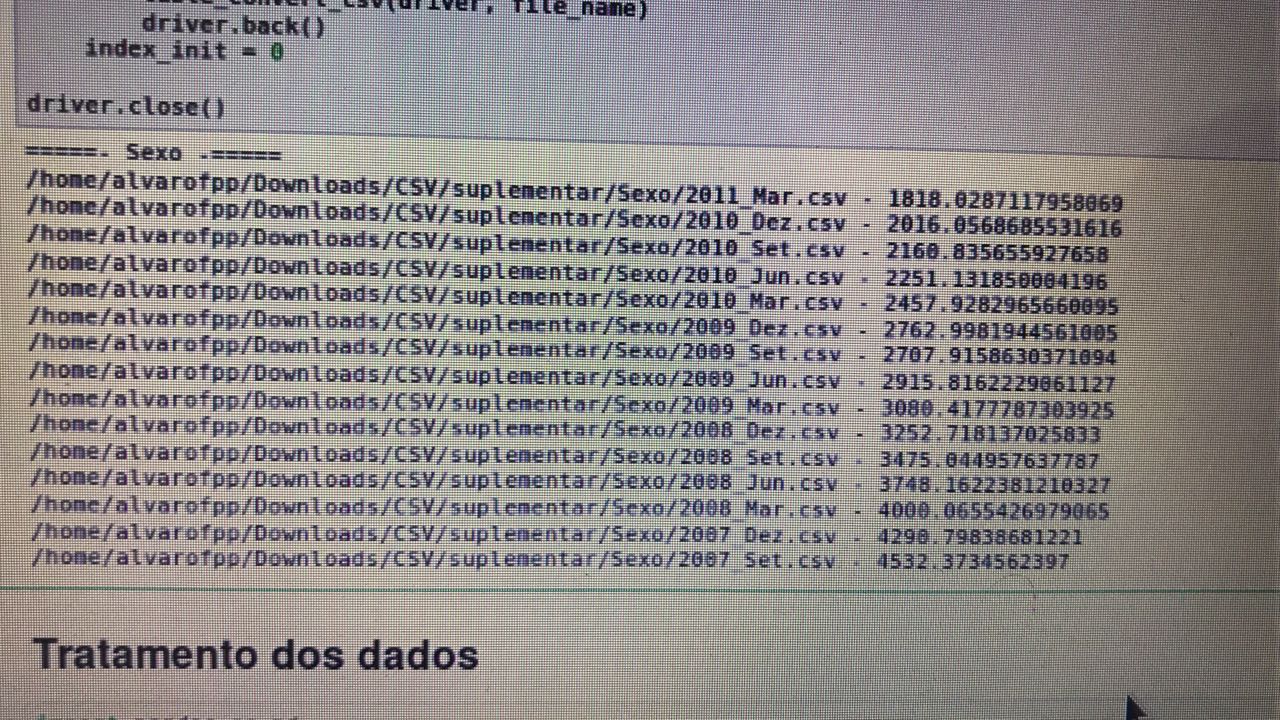 file_name)
driver.back()
index_init = 0
driver.close()
=====. Sexo .=====
/home/alvarofpp/Downloads/CSV/suplementar/Sexo/2011_Mar.csv - 1818.0287117958069
/home/alvarofpp/Downloads/CSV/suplementar/Sexo/2010_Dez.csv - 2016.0568685531616
/home/alvarofpp/Downloads/CSV/suplementar/Sexo/2010_Set.csv - 2160.835655927658
/home/alvarofpp/Downloads/CSV/suplementar/Sexo/2010_Jun.csv - 2251.131850004196
/home/alvarofpp/Downloads/CSV/suplementar/Sexo/2010_Mar.csv - 2457.9282965660095
/home/alvarofpp/Downloads/CSV/suplementar/Sexo/2009_Dez.csv - 2762.9981944561005
/home/alvarofpp/Downloads/CSV/suplementar/Sexo/2009_Set.csv - 2707.9158630371094
/home/alvarofpp/Downloads/CSV/suplementar/Sexo/2009_Jun.csv - 2915.8162229061127
/home/alvarofpp/Downloads/CSV/suplementar/Sexo/2009_Mar.csv - 3080.4177787303925
/home/alvarofpp/Downloads/CSV/suplementar/Sexo/2008_Dez.csv - 3252.718137025833
/home/alvarofpp/Downloads/CSV/suplementar/Sexo/2008_Set.csv - 3475.044957637787
/home/alvarofpp/Downloads/CSV/suplementar/Sexo/2008_Jun.csv - 3748.1622381210327
/home/alvarofpp/Downloads/CSV/suplementar/Sexo/2008_Mar.csv - 4000.0655426979065
/home/alvarofpp/Downloads/CSV/suplementar/Sexo/2007_Dez.csv - 4290.79838681221
/home/alvarofpp/Downloads/CSV/suplementar/Sexo/2007_Set.csv - 4532.3734562397
Tratamento dos dados